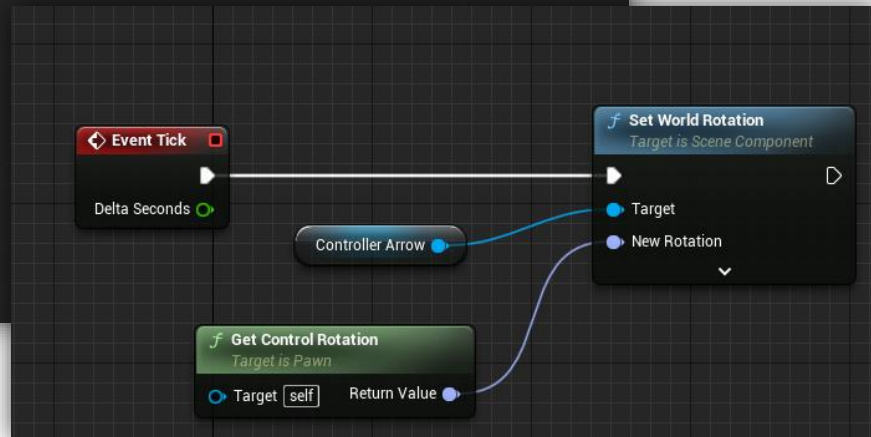 Event Tick
Delta Seconds
f Set World Rotation
Target is Scene Component
Target
New Rotation
Controller Arrow
f Get Control Rotation
Target is Pawn
Target self Return Value